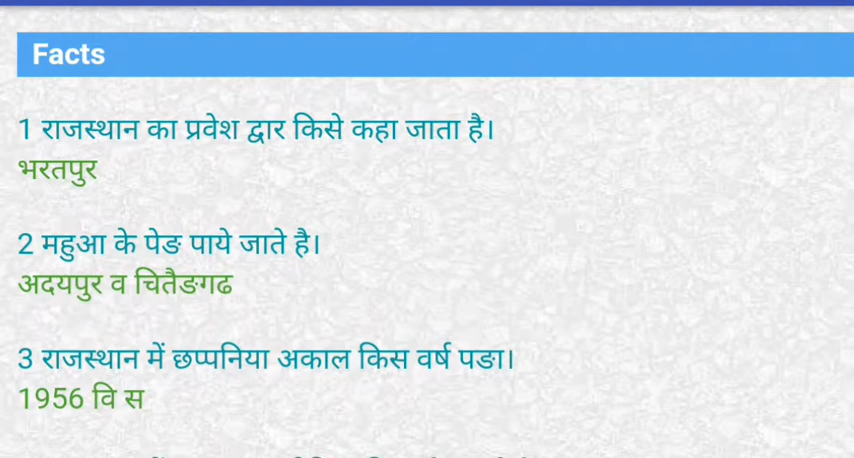 Facts
1 राजस्थान का प्रवेश द्वार किसे कहा जाता है।
भरतपुर
2 महुआ के पेङ पाये जाते है।
अदयपुर व चितैङगढ
3 राजस्थान में छप्पनिया अकाल किस वर्ष पङा।
1956 वि स